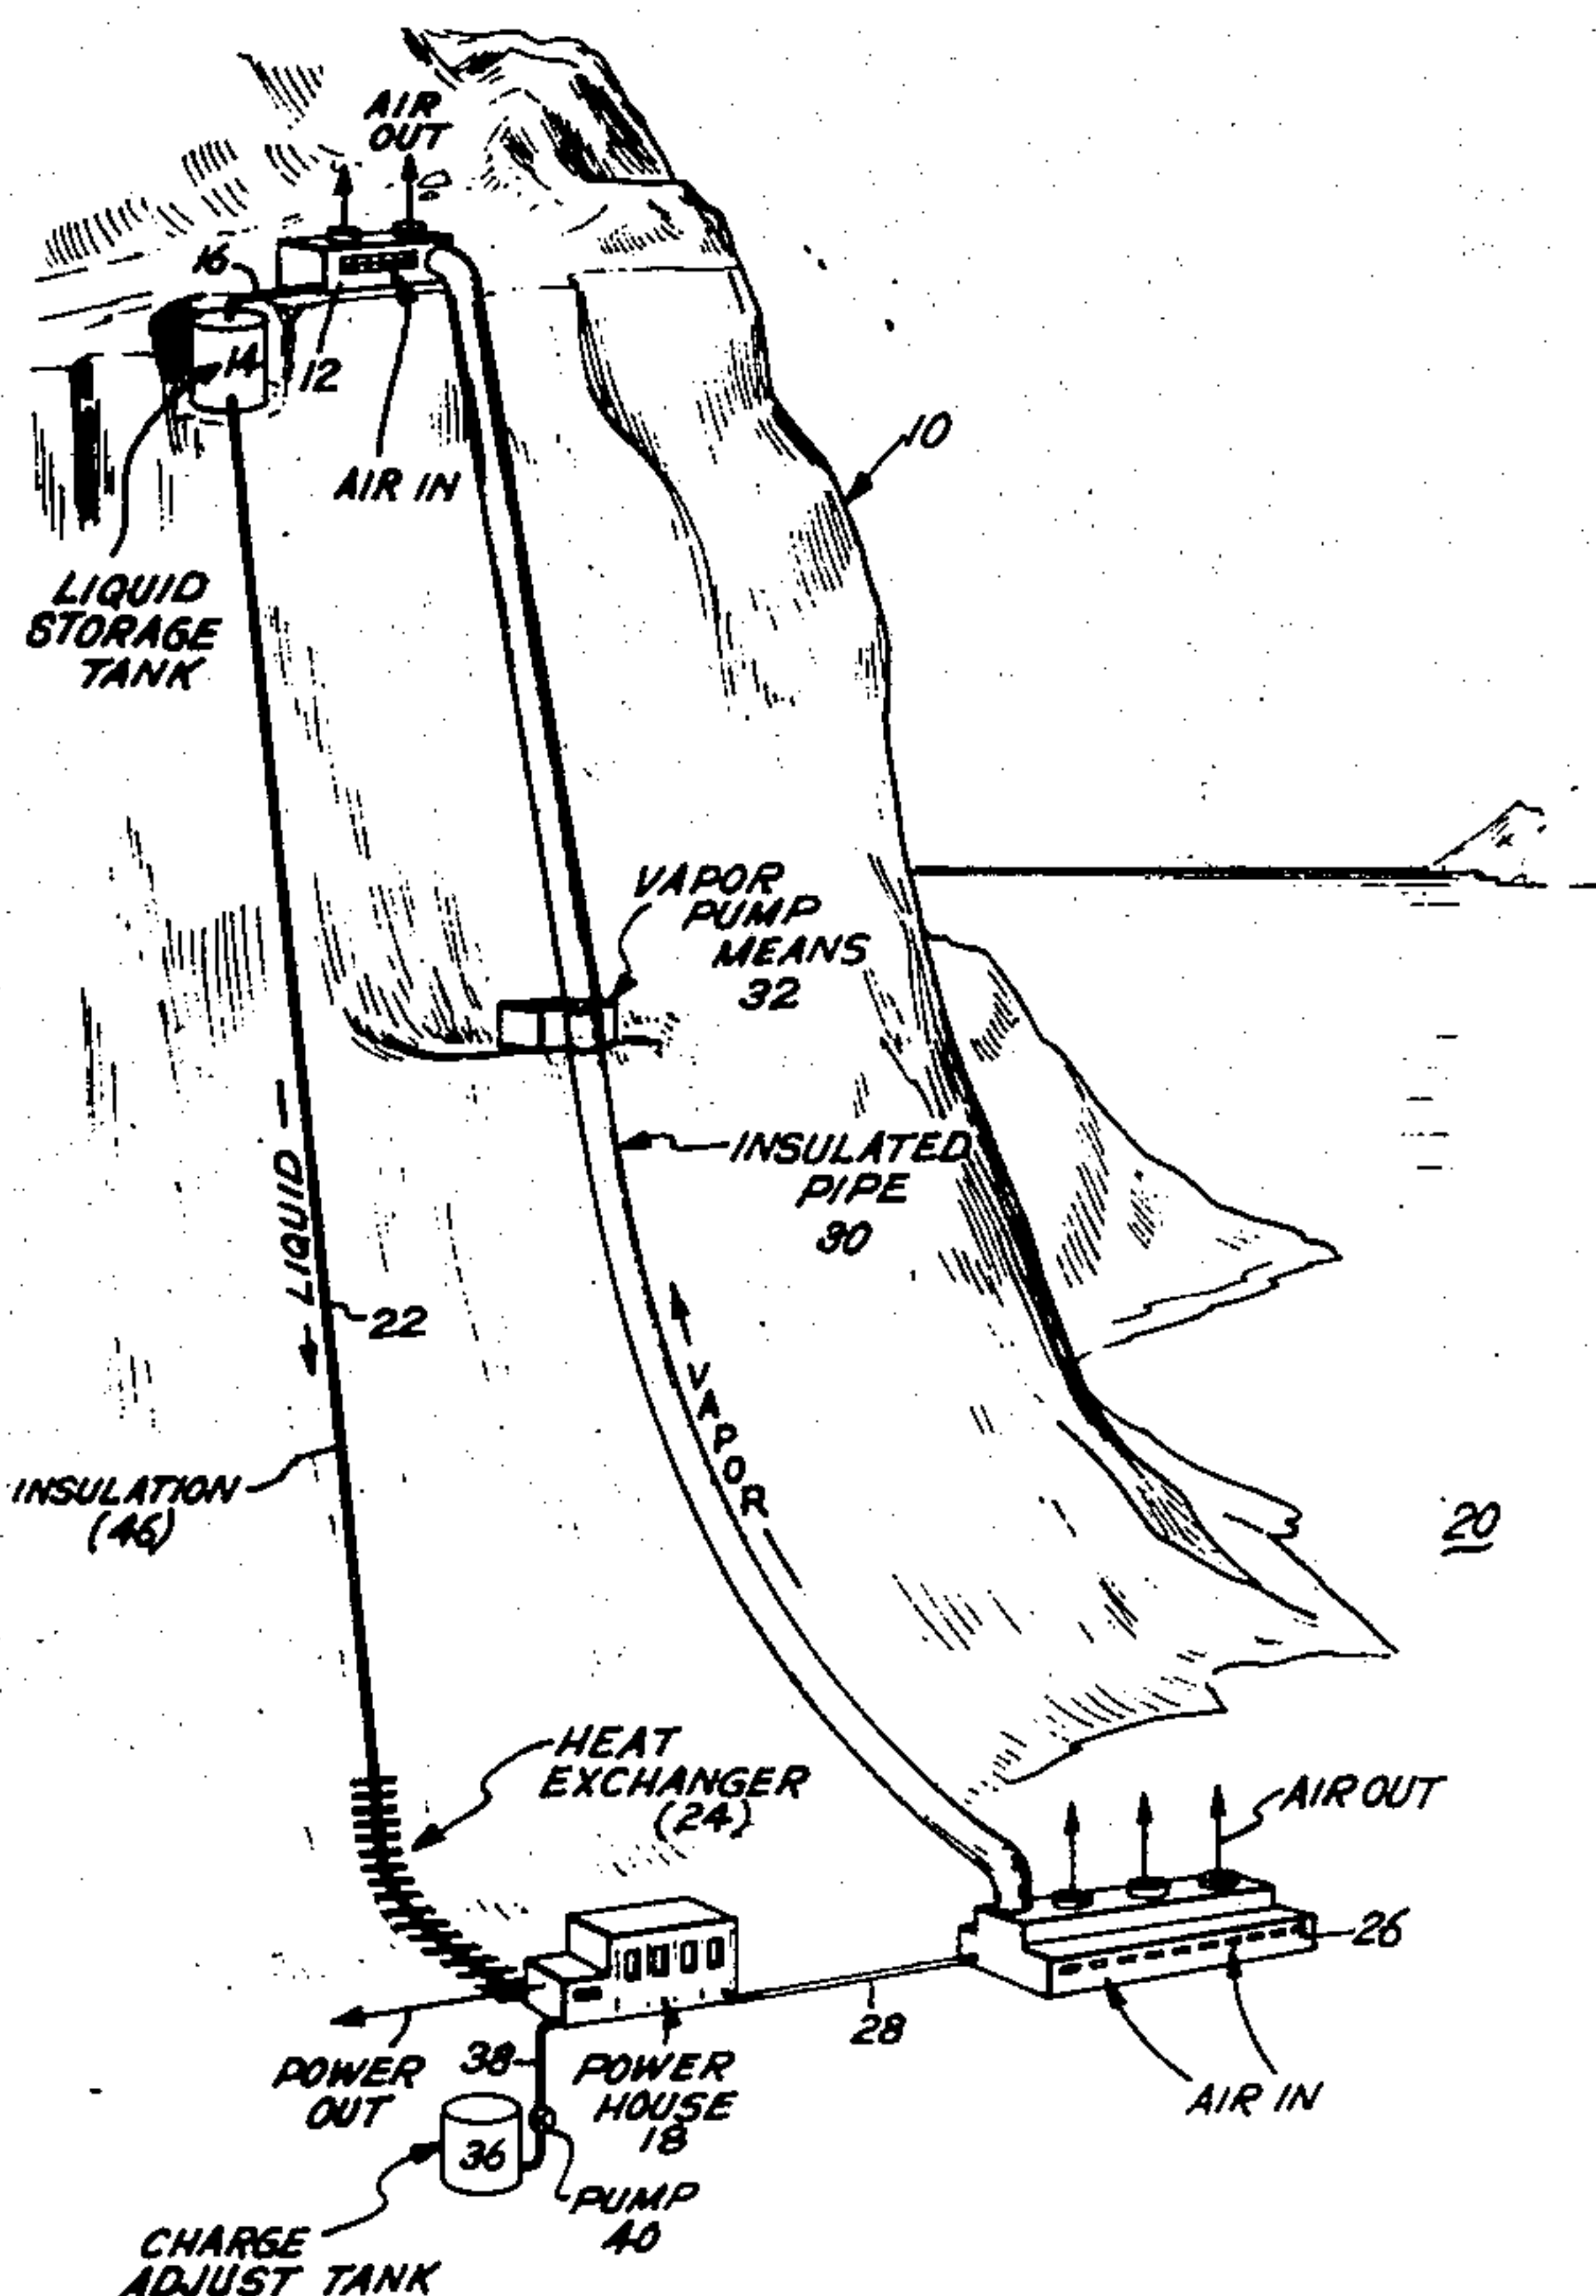 AIR
OUT
16
14
12
AIR IN
10
LIQUID
STORAGE
TANK
VAPOR
PUMP
MEANS
32
INSULATED
PIPE
30
LIQUID
22
VAPOR
INSULATION
(46)
20
HEAT
EXCHANGER
(24)
AIR OUT
26
28
POWER
OUT
38
POWER
HOUSE
18
AIR IN
36
PUMP
40
CHARGE
ADJUST TANK